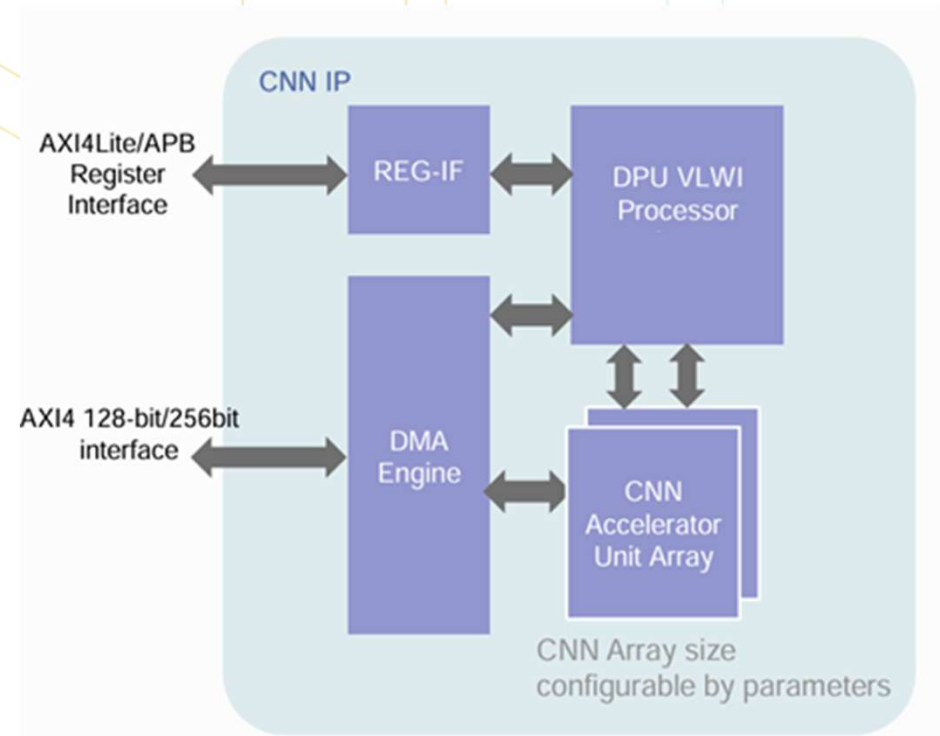 CNN IP
AXI4Lite/APB
Register
Interface
REG-IF
DPU VLWI
Processor
AXI4 128-bit/256bit
interface
DMA
Engine
CNN
Accelerator
Unit Array
CNN Array size
configurable by parameters